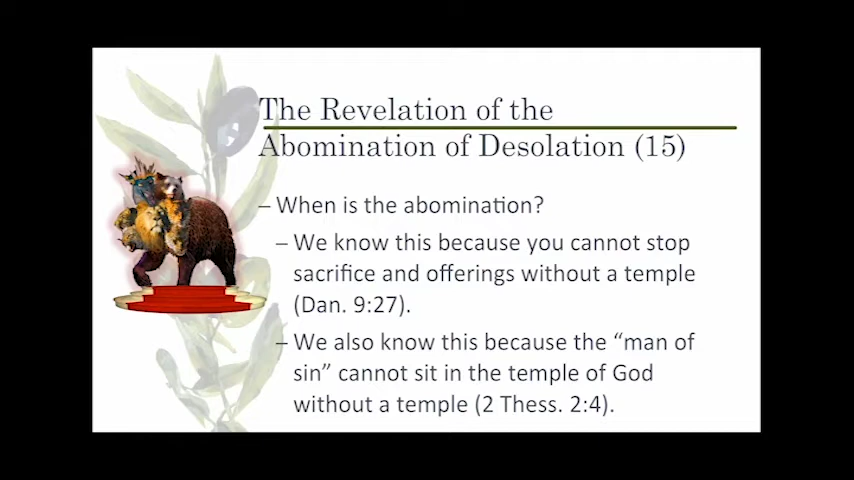 The Revelation of the
Abomination of Desolation (15)
– When is the abomination?
– We know this because you cannot stop
sacrifice and offerings without a temple
(Dan. 9:27).
– We also know this because the “man of
sin” cannot sit in the temple of God
without a temple (2 Thess. 2:4).